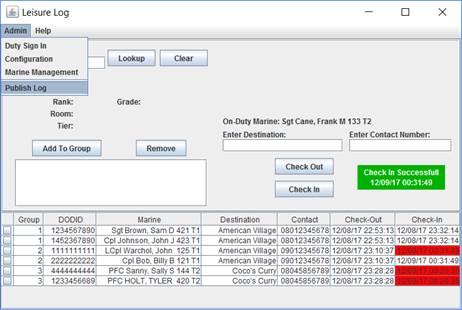 Leisure Log
Admin Help
Duty Sign In
Configuration
Marine Management
Publish Log
Lookup Clear
Rank: Grade:
Room:
Tier:
On-Duty Marine: Sgt Cane, Frank M 133 T2
Enter Destination: Enter Contact Number:
Add To Group Remove
Check Out
Check In
Check In Successfull
12/09/17 00:31:49
Group DODID Marine Destination Contact Check-Out Check-In
1 1234567890 Sgt Brown, Sam D 421 T1 American Village 08012345678 12/08/17 22:53:13 12/08/17 23:32:14
1 1452367890 Cpl Johnson, John J 423 T1 American Village 08012345678 12/08/17 22:53:13 12/08/17 23:32:14
2 1111111111 LCpl Warchol, John 125 T1 American Village 08012345678 12/08/17 23:10:37
2 2222222222 Cpl Bob, Billy B 121 T1 American Village 08012345678 12/08/17 23:10:37 12/09/17 00:31:49
3 4444444444 PFC Sanny, Sally S 144 T2 Coco's Curry 08045856789 12/08/17 23:28:28
3 1233456689 PFC HOLT, TYLER 420 T2 Coco's Curry 08045856789 12/08/17 23:28:28